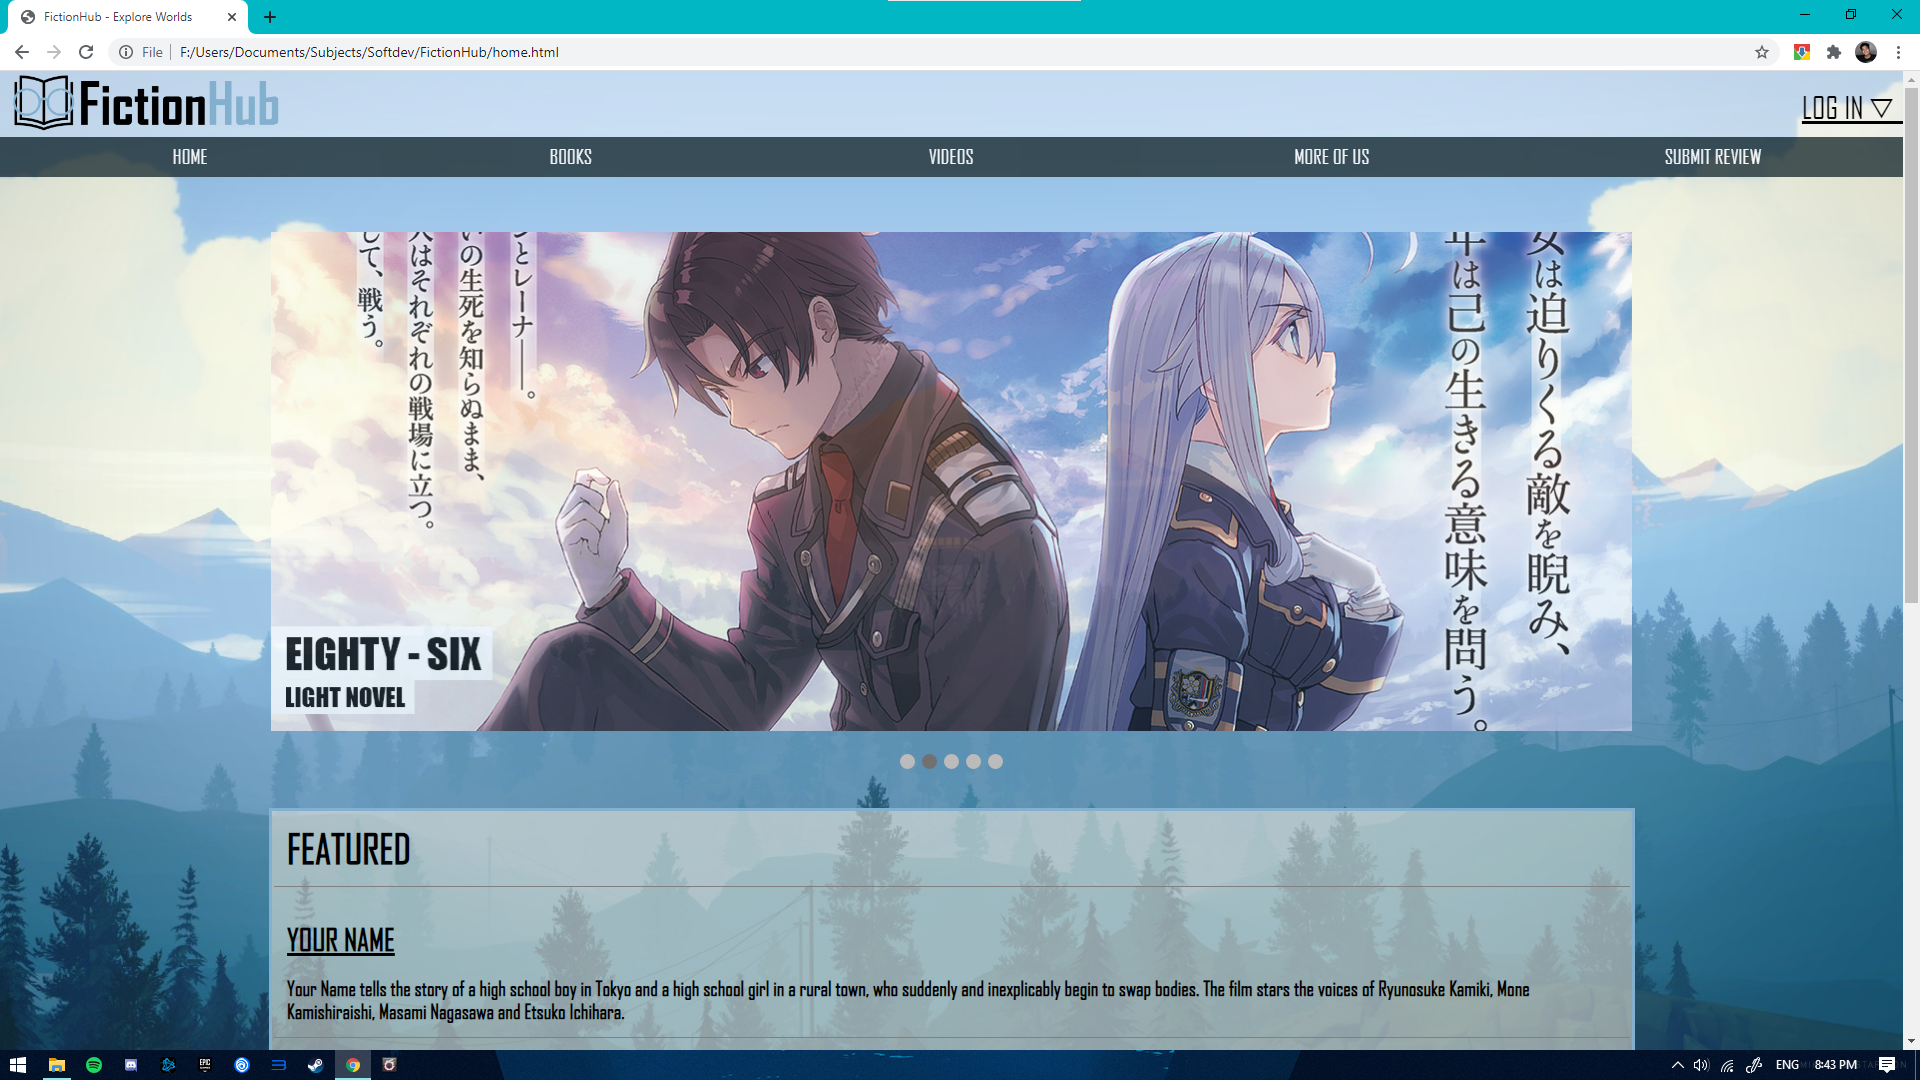 FictionHub - Explore Worlds
File
F:/Users/Documents/Subjects/Softdev/FictionHub/home.html
FictionHub
LOG IN ▽
HOME
BOOKS
VIDEOS
MORE OF US
SUBMIT REVIEW
女は迫りくる敵を睨み、
年は己の生きる意味を問う。
ンとレーナ——。
いの生死を知らぬまま、
人はそれぞれの戦場に立つ。
して、戦う。
EIGHTY - SIX
LIGHT NOVEL
FEATURED
YOUR NAME
Your Name tells the story of a high school boy in Tokyo and a high school girl in a rural town, who suddenly and inexplicably begin to swap bodies. The film stars the voices of Ryunosuke Kamiki, Mone
Kamishiraishi, Masami Nagasawa and Etsuko Ichihara.
EPIC
ENG
8:43 PM